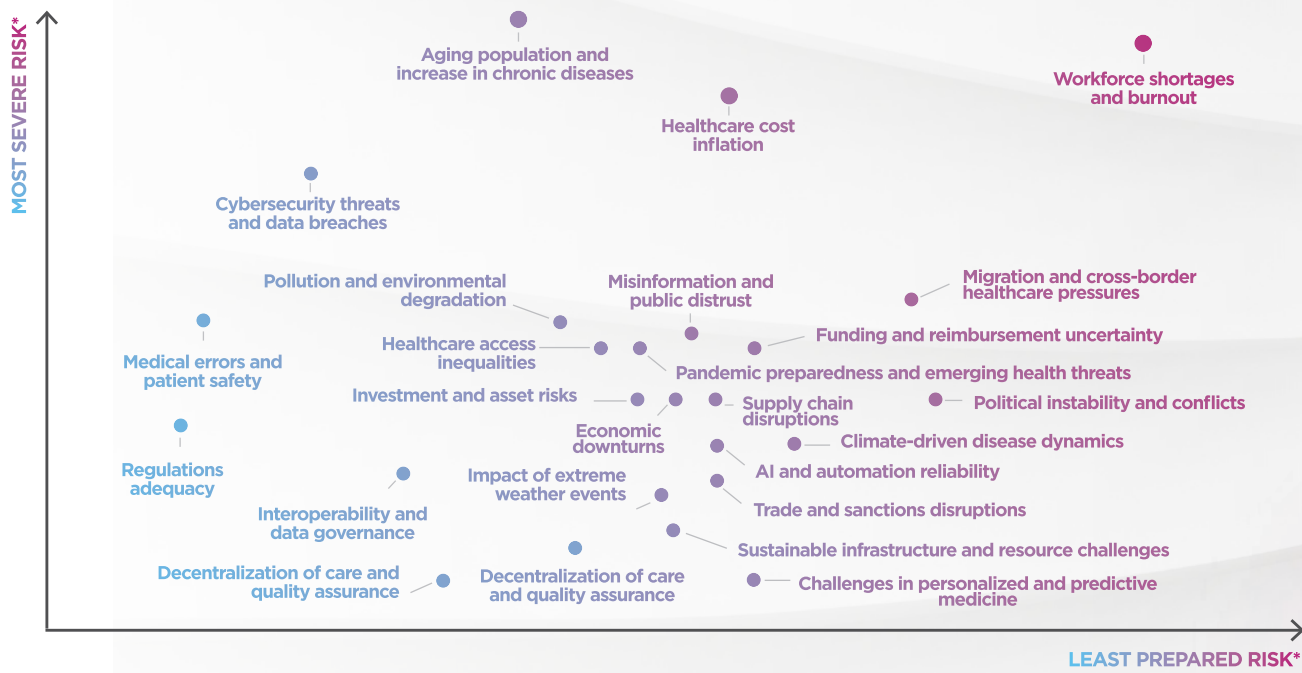 MOST SEVERE RISK*
Aging population and
increase in chronic diseases
Workforce shortages
and burnout
Healthcare cost
inflation
Cybersecurity threats
and data breaches
Pollution and environmental
degradation
Misinformation and
public distrust
Migration and cross-border
healthcare pressures
Medical errors and
patient safety
Healthcare access
inequalities
Funding and reimbursement uncertainty
Pandemic preparedness and emerging health threats
Investment and asset risks
Economic
downturns
Supply chain
disruptions
Political instability and conflicts
Climate-driven disease dynamics
Regulations
adequacy
Impact of extreme
weather events
AI and automation reliability
Interoperability and
data governance
Trade and sanctions disruptions
Sustainable infrastructure and resource challenges
Decentralization of care and
quality assurance
Decentralization of care
and quality assurance
Challenges in personalized and predictive
medicine
LEAST PREPARED RISK*